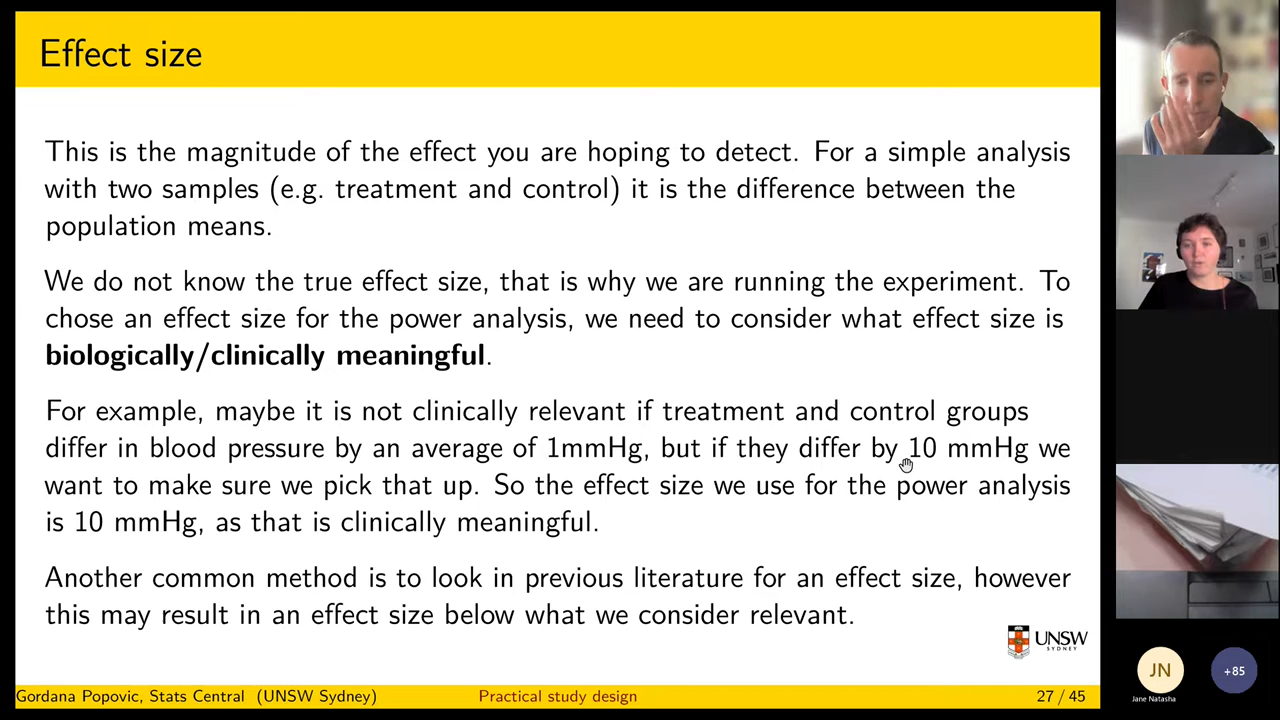 Effect size
This is the magnitude of the effect you are hoping to detect. For a simple analysis
with two samples (e.g. treatment and control) it is the difference between the
population means.
We do not know the true effect size, that is why we are running the experiment. To
chose an effect size for the power analysis, we need to consider what effect size is
biologically/clinically meaningful.
For example, maybe it is not clinically relevant if treatment and control groups
differ in blood pressure by an average of 1mmHg, but if they differ by 10 mmHg we
want to make sure we pick that up. So the effect size we use for the power analysis
is 10 mmHg, as that is clinically meaningful.
Another common method is to look in previous literature for an effect size, however
this may result in an effect size below what we consider relevant.
UNSW
SYDNEY
Gordana Popovic, Stats Central (UNSW Sydney) Practical study design 27 / 45
JN
+85
Jane Natasha